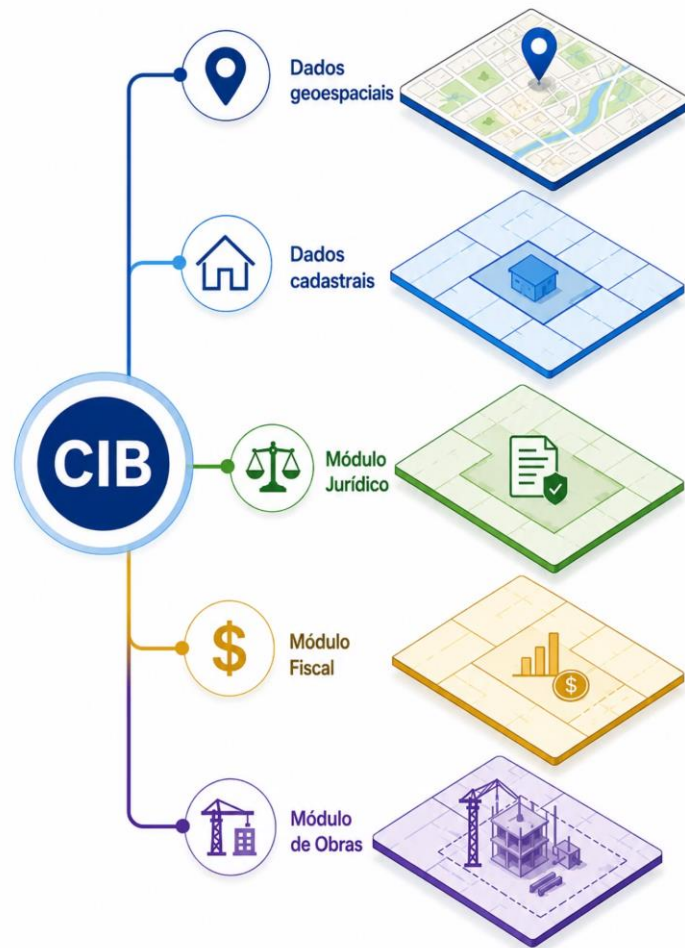 Dados
geoespaciais
Dados
cadastrais
CIB
Módulo
Jurídico
$
Módulo
Fiscal
$
Módulo
de Obras